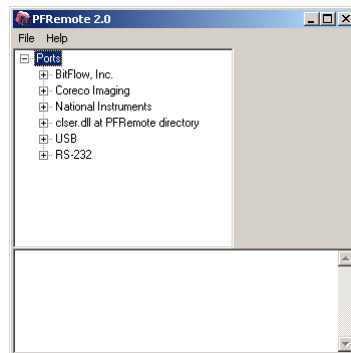 PFRemote 2.0
File Help
Ports
BitFlow, Inc.
Coreco Imaging
National Instruments
clser.dll at PFRemote directory
USB
RS-232